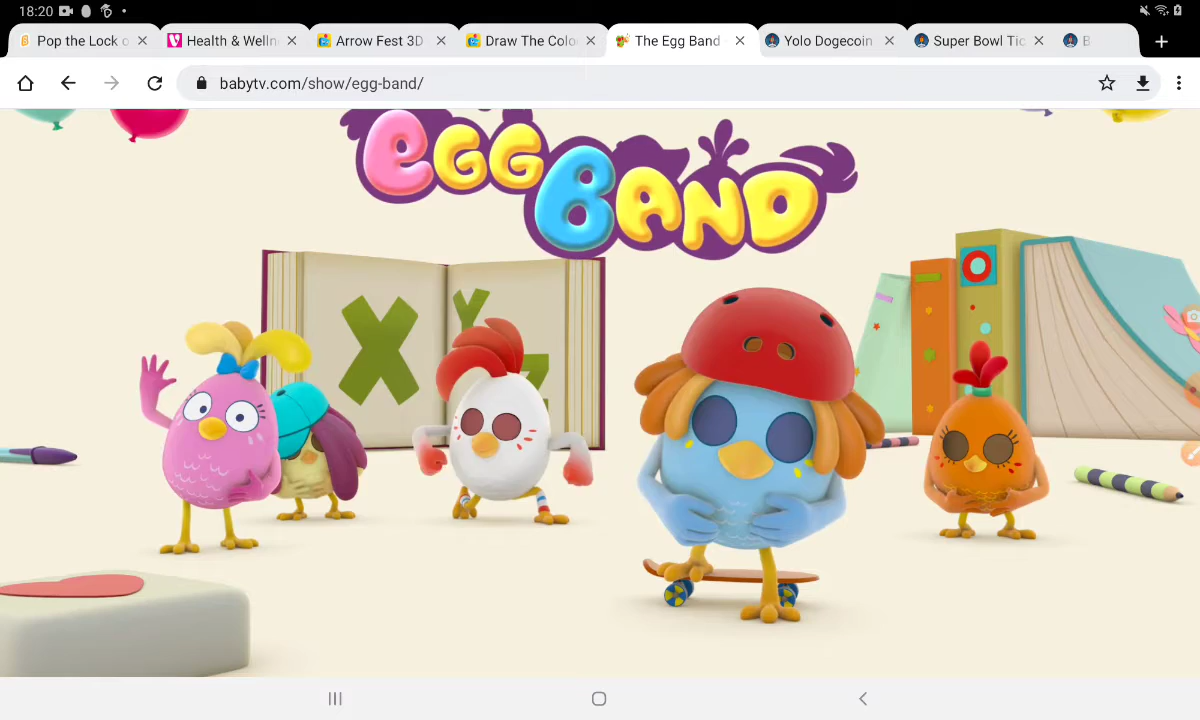 18:20
Pop the Lock o
Health & Welln
Arrow Fest 3D
Draw The Colo
The Egg Band
Yolo Dogecoin
Super Bowl Tic
B
babytv.com/show/egg-band/
EGG
BAND
X
Y
Z